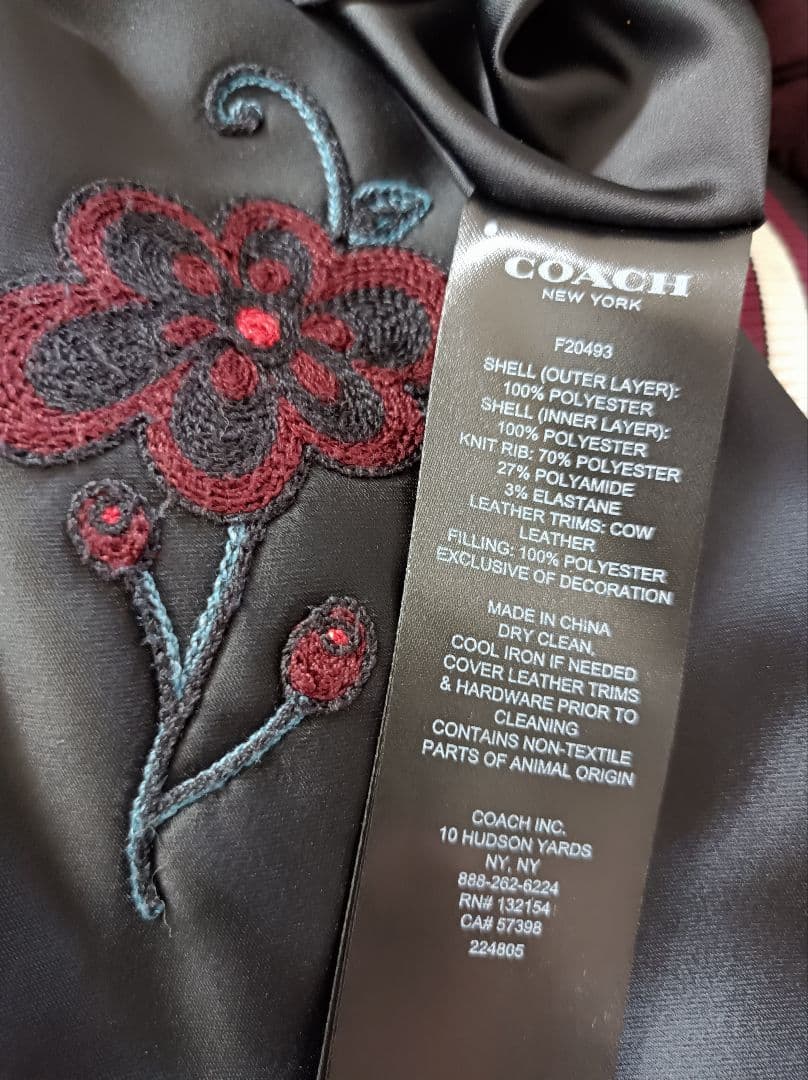 COACH
NEW YORK
F20493
SHELL (OUTER LAYER):
100% POLYESTER
SHELL (INNER LAYER):
100% POLYESTER
KNIT RIB: 70% POLYESTER
27% POLYAMIDE
3% ELASTANE
LEATHER TRIMS: COW
LEATHER
FILLING: 100% POLYESTER
EXCLUSIVE OF DECORATION
MADE IN CHINA
DRY CLEAN,
COOL IRON IF NEEDED
COVER LEATHER TRIMS
& HARDWARE PRIOR TO
CLEANING
CONTAINS NON-TEXTILE
PARTS OF ANIMAL ORIGIN
COACH INC.
10 HUDSON YARDS
NY, NY
888-262-6224
RN# 132154
CA# 57398
224805